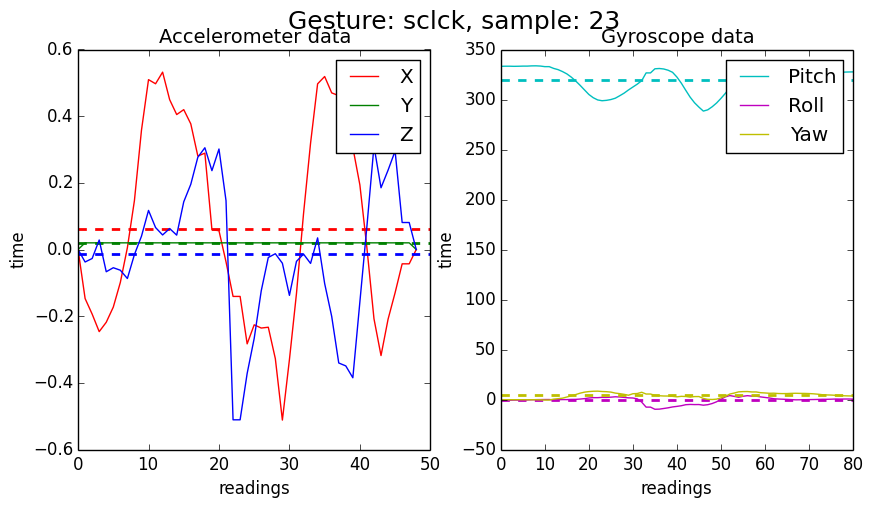 Gesture: sclck, sample: 23
Accelerometer data
0.6
0.4
0.2
0.0
−0.2
−0.4
−0.6
time
0
10
20
30
40
50
readings
X
Y
Z
Gyroscope data
350
300
250
200
150
100
50
0
−50
time
0
10
20
30
40
50
60
70
80
readings
Pitch
Roll
Yaw